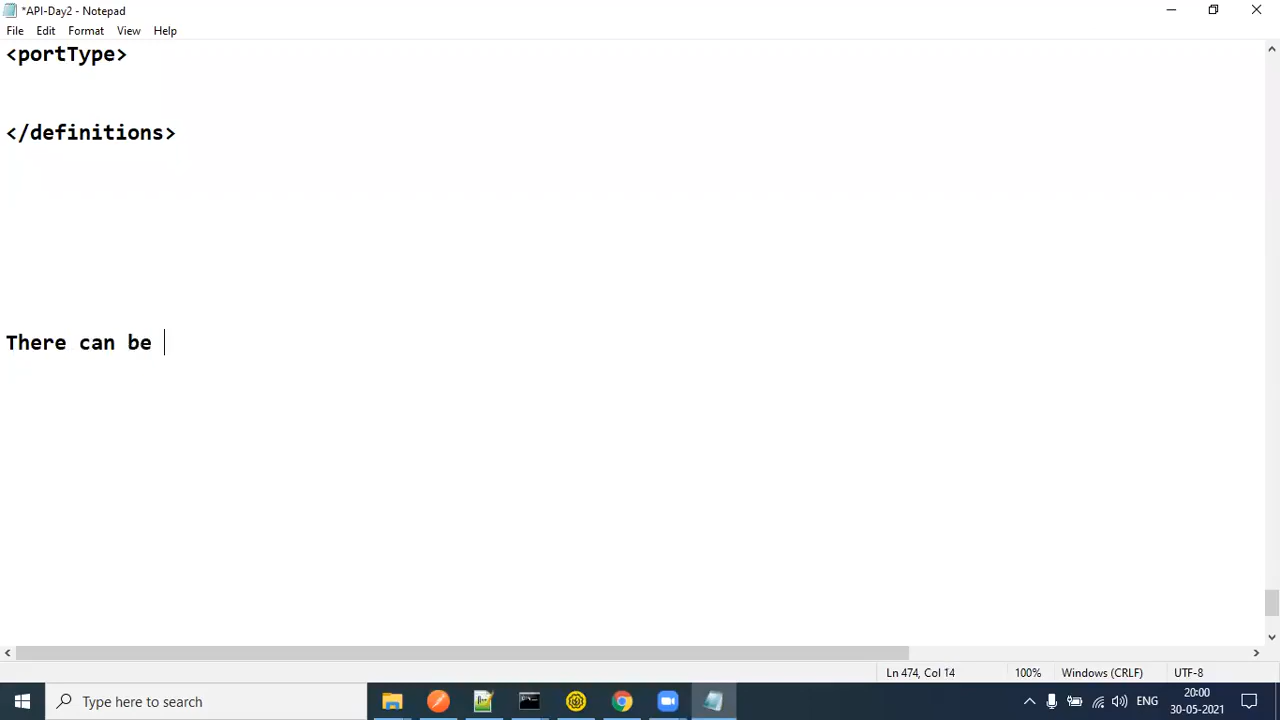 *API-Day2 - Notepad
File Edit Format View Help
<portType>
</definitions>
There can be
Ln 474, Col 14 100% Windows (CRLF) UTF-8
Type here to search
ENG
20:00
30-05-2021